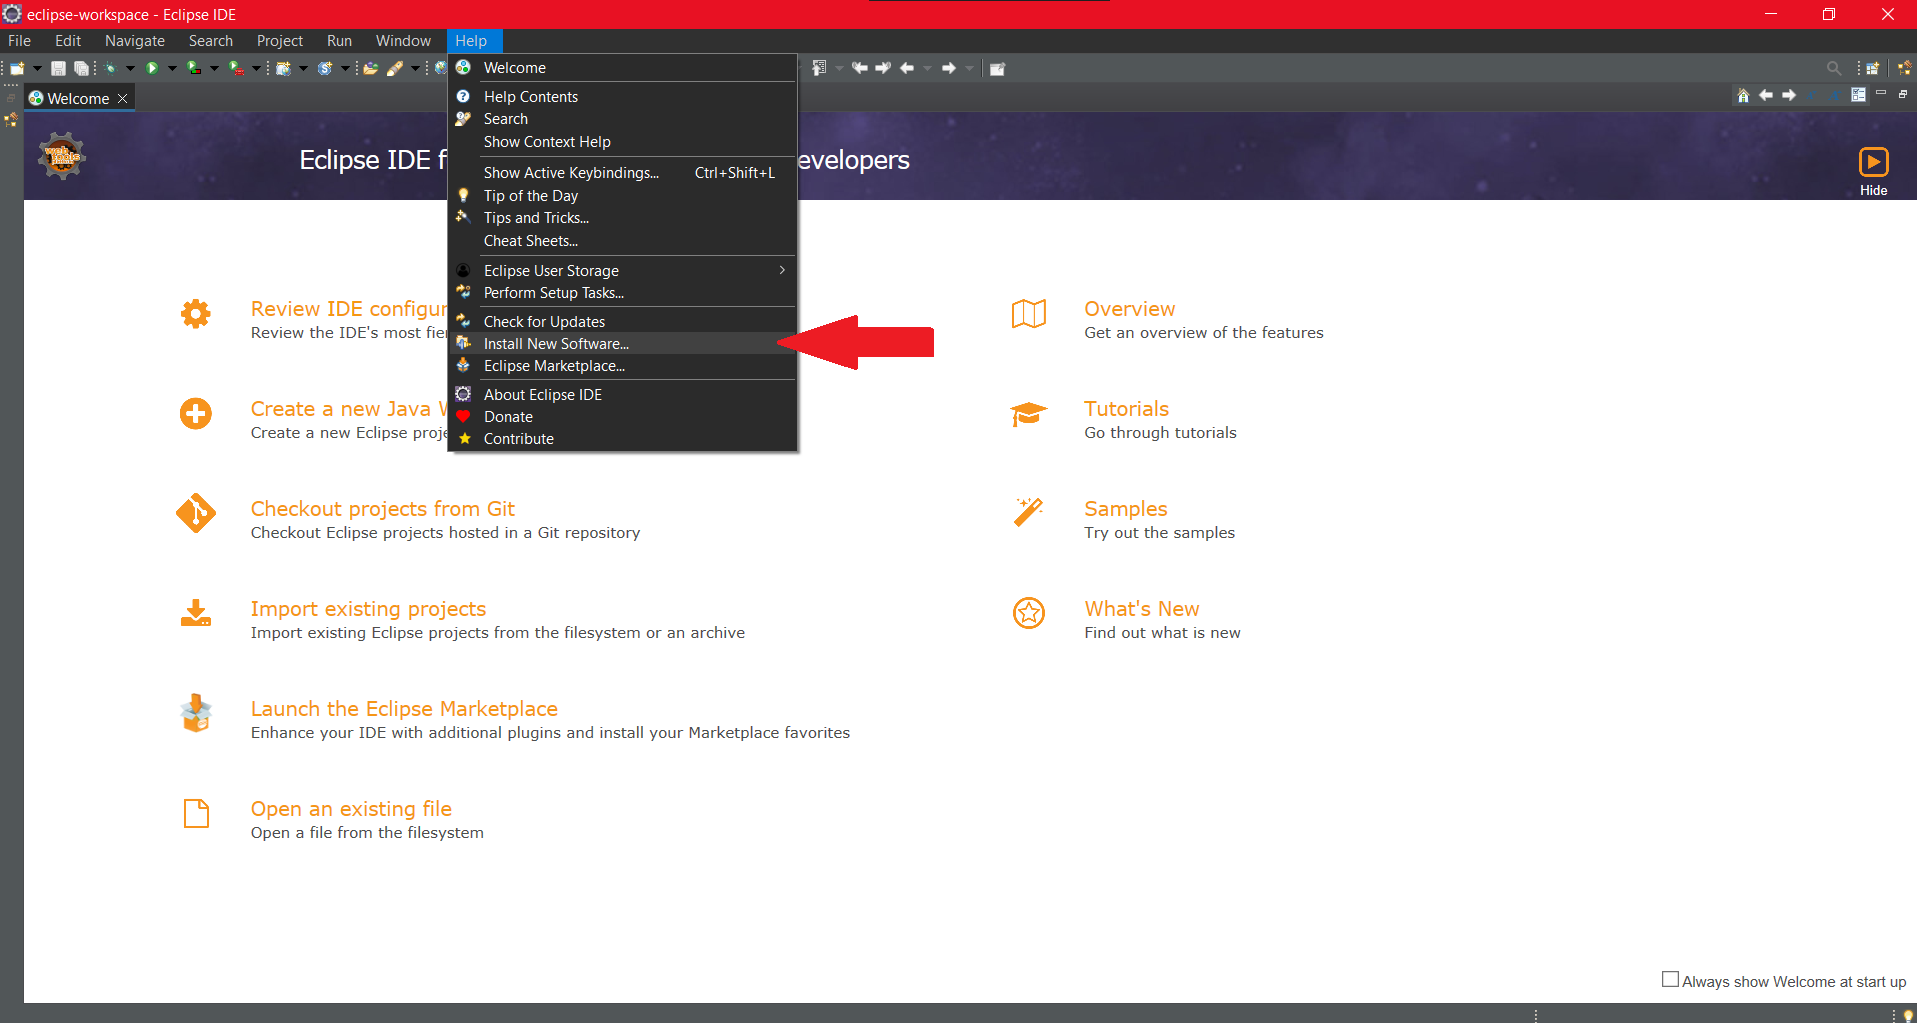 eclipse-workspace - Eclipse IDE
File Edit Navigate Search Project Run Window Help
Welcome
Welcome
Help Contents
Search
Show Context Help
Show Active Keybindings... Ctrl+Shift+L
Tip of the Day
Tips and Tricks...
Cheat Sheets...
Eclipse User Storage
Perform Setup Tasks...
Check for Updates
Install New Software...
Eclipse Marketplace...
About Eclipse IDE
Donate
Contribute
web tools
Eclipse IDE f
evelopers
Hide
Review IDE configur
Review the IDE's most fier
Create a new Java W
Create a new Eclipse proje
Checkout projects from Git
Checkout Eclipse projects hosted in a Git repository
Import existing projects
Import existing Eclipse projects from the filesystem or an archive
Launch the Eclipse Marketplace
Enhance your IDE with additional plugins and install your Marketplace favorites
Open an existing file
Open a file from the filesystem
Overview
Get an overview of the features
Tutorials
Go through tutorials
Samples
Try out the samples
What's New
Find out what is new
Always show Welcome at start up